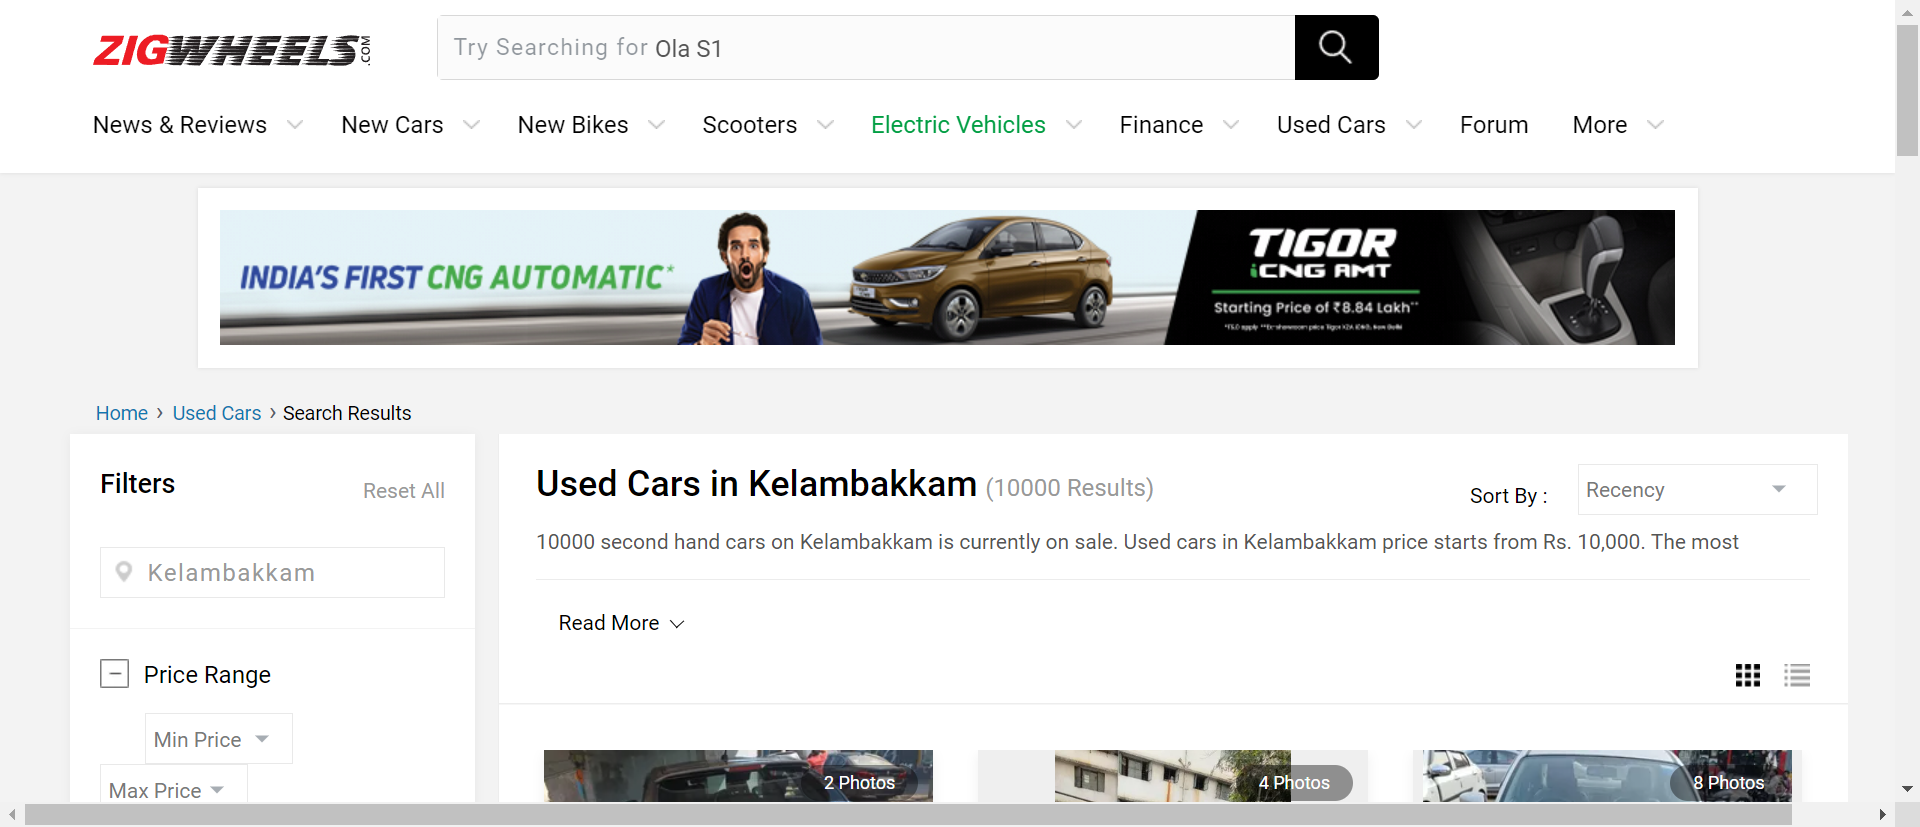 ZIGWHEELS.COM
Try Searching for Ola S1
News & Reviews New Cars New Bikes Scooters Electric Vehicles Finance Used Cars Forum More
INDIA'S FIRST CNG AUTOMATIC*
TIGOR
iCNG AMT
Starting Price of ₹8.84 Lakh**
Home › Used Cars › Search Results
Filters
Reset All
Kelambakkam
Price Range
Min Price
Max Price
Used Cars in Kelambakkam (10000 Results)
Sort By :
Recency
10000 second hand cars on Kelambakkam is currently on sale. Used cars in Kelambakkam price starts from Rs. 10,000. The most
Read More
2 Photos
4 Photos
8 Photos